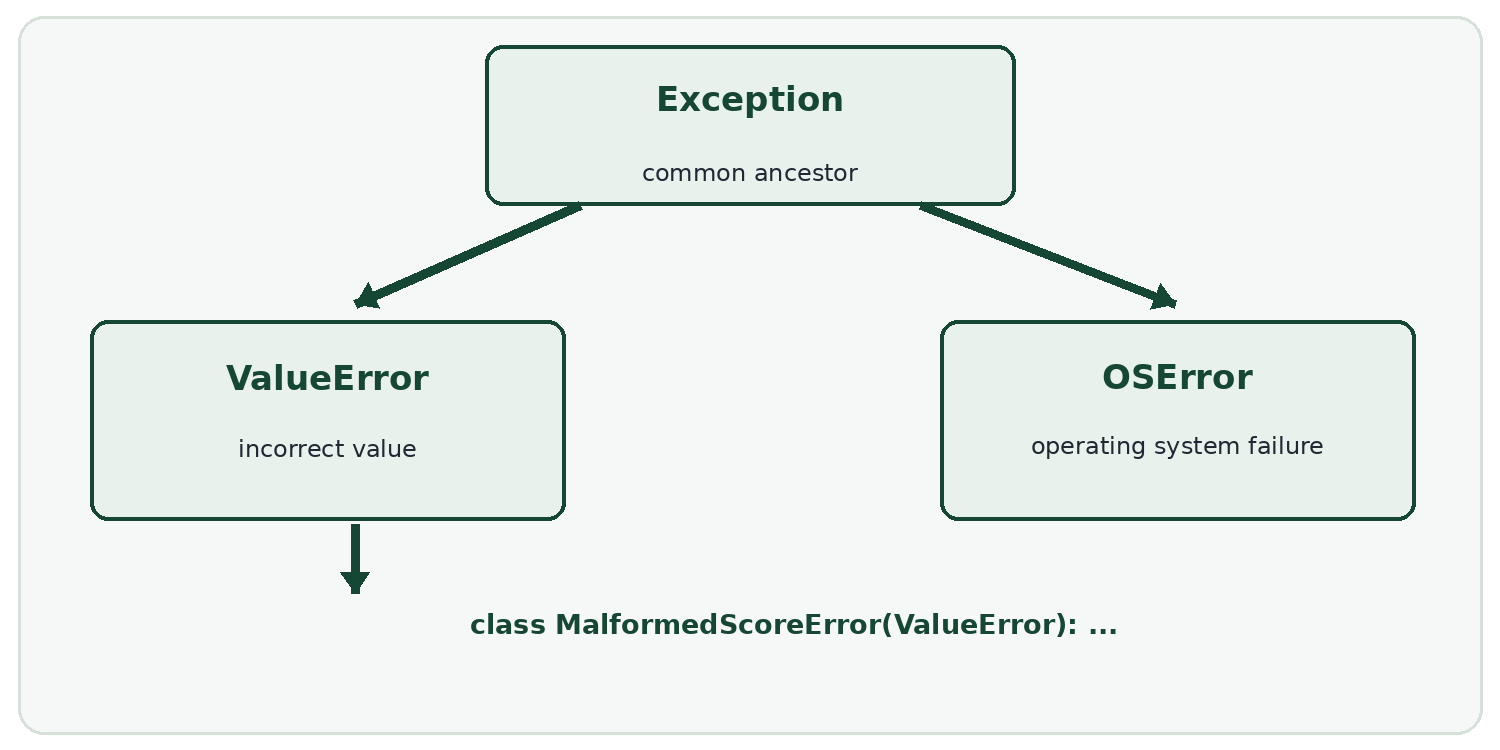 Exception
common ancestor
ValueError
incorrect value
OSError
operating system failure
class MalformedScoreError(ValueError): ...